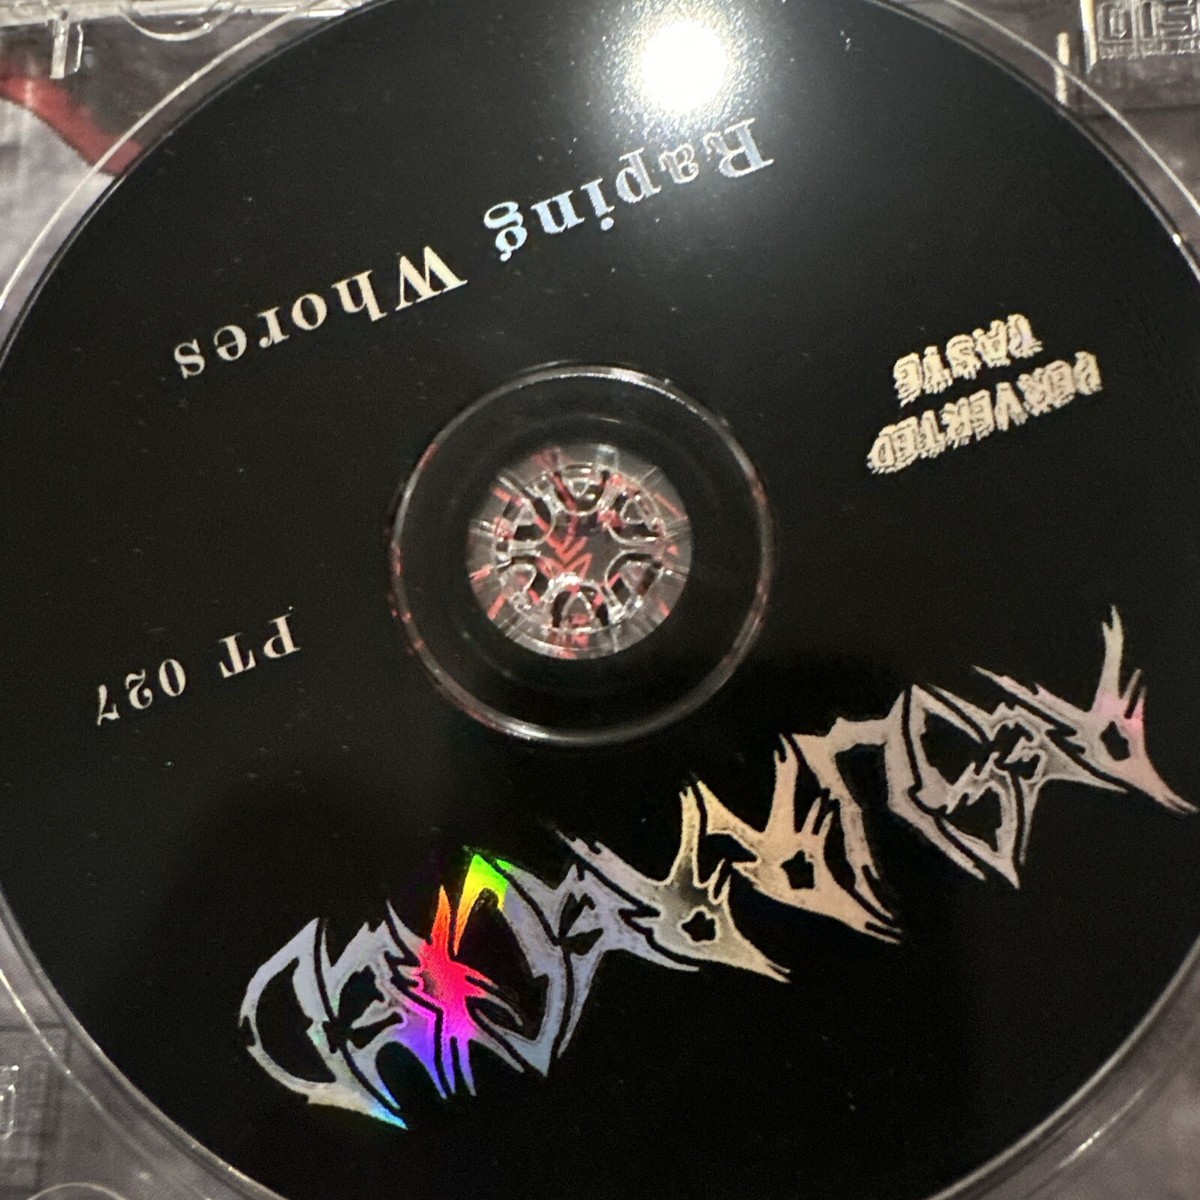 PERVERTED
TASTE
PT 027
Raping Whores